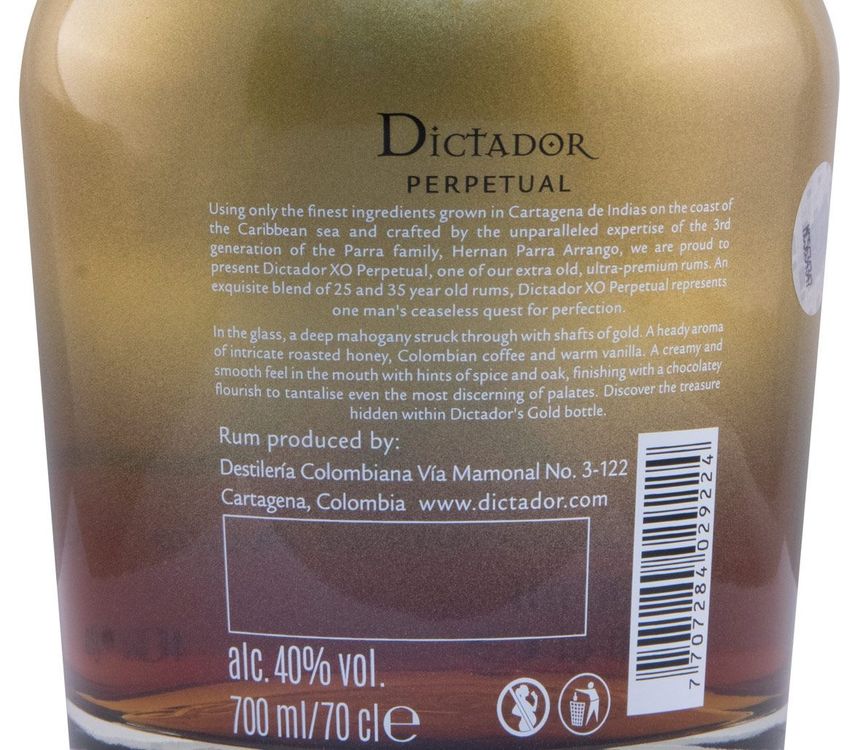 Dictador
PERPETUAL
Using only the finest ingredients grown in Cartagena de Indias on the coast of
the Caribbean sea and crafted by the unparalleled expertise of the 3rd
generation of the Parra family, Hernan Parra Arrango, we are proud to
present Dictador XO Perpetual, one of our extra old, ultra-premium rums. An
exquisite blend of 25 and 35 year old rums, Dictador XO Perpetual represents
one man's ceaseless quest for perfection.
In the glass, a deep mahogany struck through with shafts of gold. A heady aroma
of intricate roasted honey, Colombian coffee and warm vanilla. A creamy and
smooth feel in the mouth with hints of spice and oak, finishing with a chocolatey
flourish to tantalise even the most discerning of palates. Discover the treasure
hidden within Dictador's Gold bottle.
Rum produced by:
Destilería Colombiana Vía Mamonal No. 3-122
Cartagena, Colombia www.dictador.com
alc. 40% vol.
700 ml/70 cl e
7 707284 029224